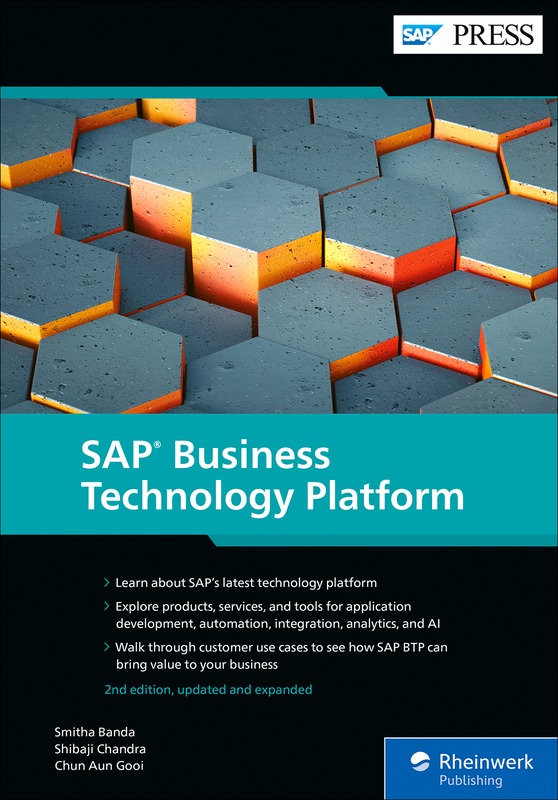 SAP PRESS
SAP® Business
Technology Platform
Learn about SAP's latest technology platform
Explore products, services, and tools for application
development, automation, integration, analytics, and AI
Walk through customer use cases to see how SAP BTP can
bring value to your business
2nd edition, updated and expanded
Smitha Banda
Shibaji Chandra
Chun Aun Gooi
Rheinwerk
Publishing